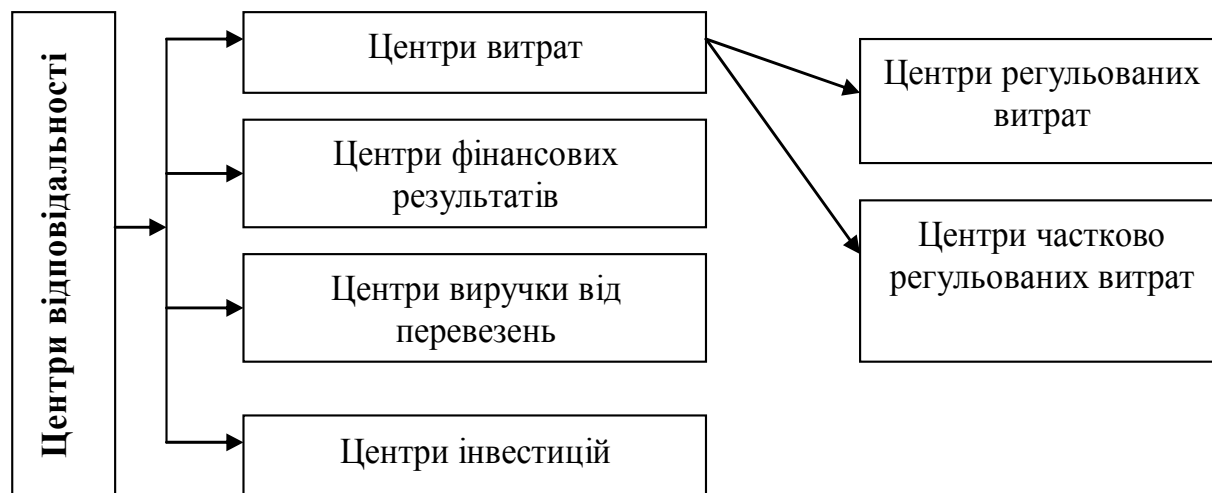 Центри відповідальності
Центри витрат
Центри фінансових
результатів
Центри виручки від
перевезень
Центри інвестицій
Центри регульованих
витрат
Центри частково
регульованих витрат